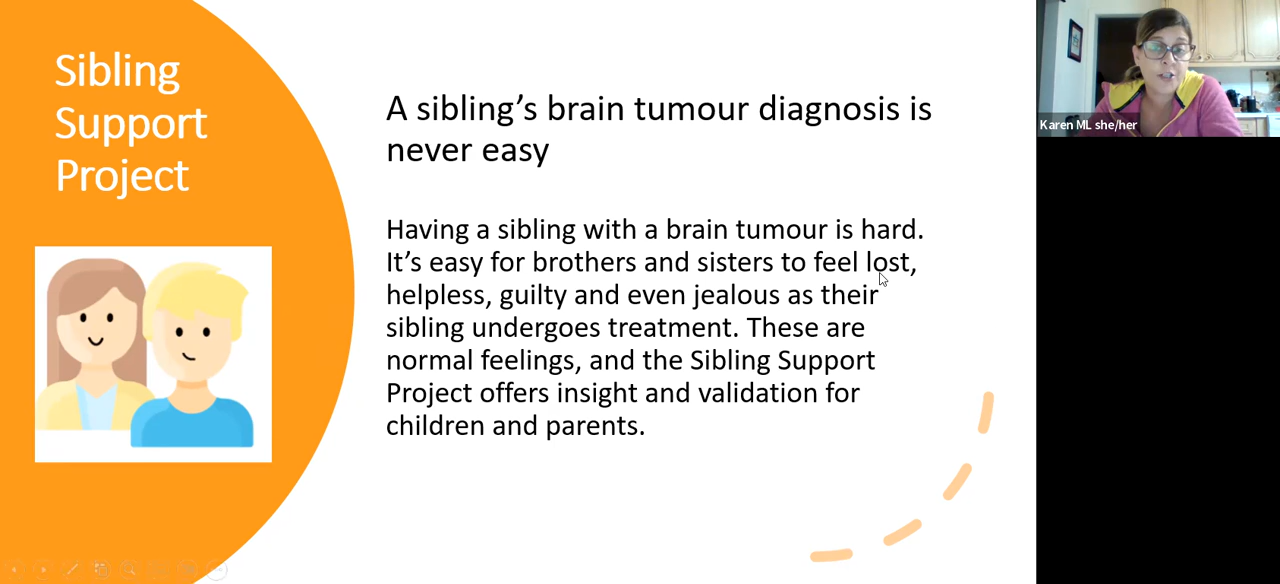 Sibling
Support
Project
A sibling’s brain tumour diagnosis is
never easy
Having a sibling with a brain tumour is hard.
It’s easy for brothers and sisters to feel lost,
helpless, guilty and even jealous as their
sibling undergoes treatment. These are
normal feelings, and the Sibling Support
Project offers insight and validation for
children and parents.
Karen ML she/her